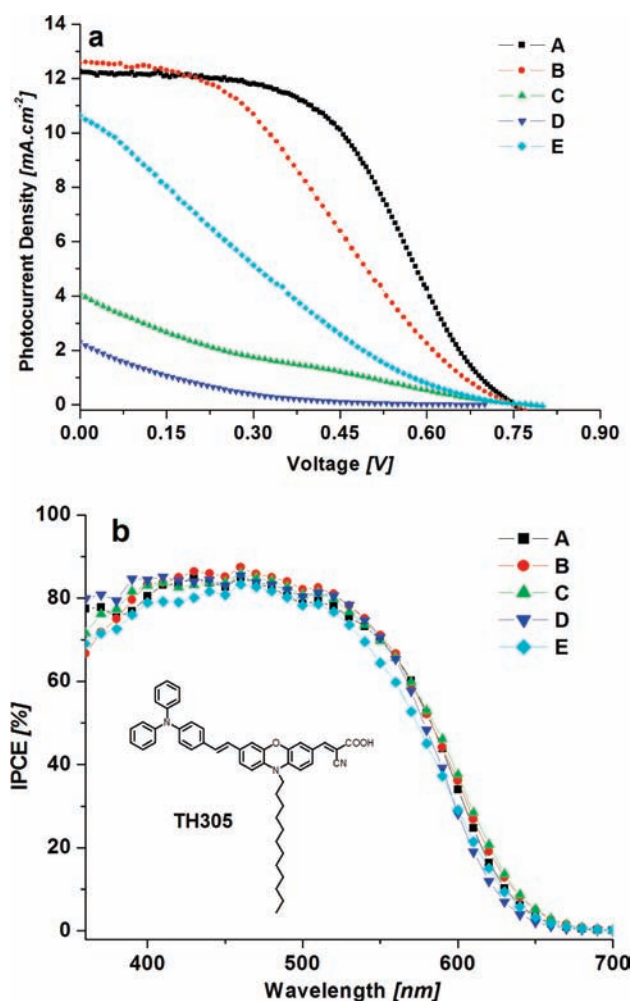 a
A
B
C
D
E
Photocurrent Density [mA.cm-2]
14
12
10
8
6
4
2
0
0.00 0.15 0.30 0.45 0.60 0.75 0.90
Voltage [V]
b
A
B
C
D
E
IPCE [%]
100
80
60
40
20
0
N
O
N
COOH
CN
TH305
400 500 600 700
Wavelength [nm]